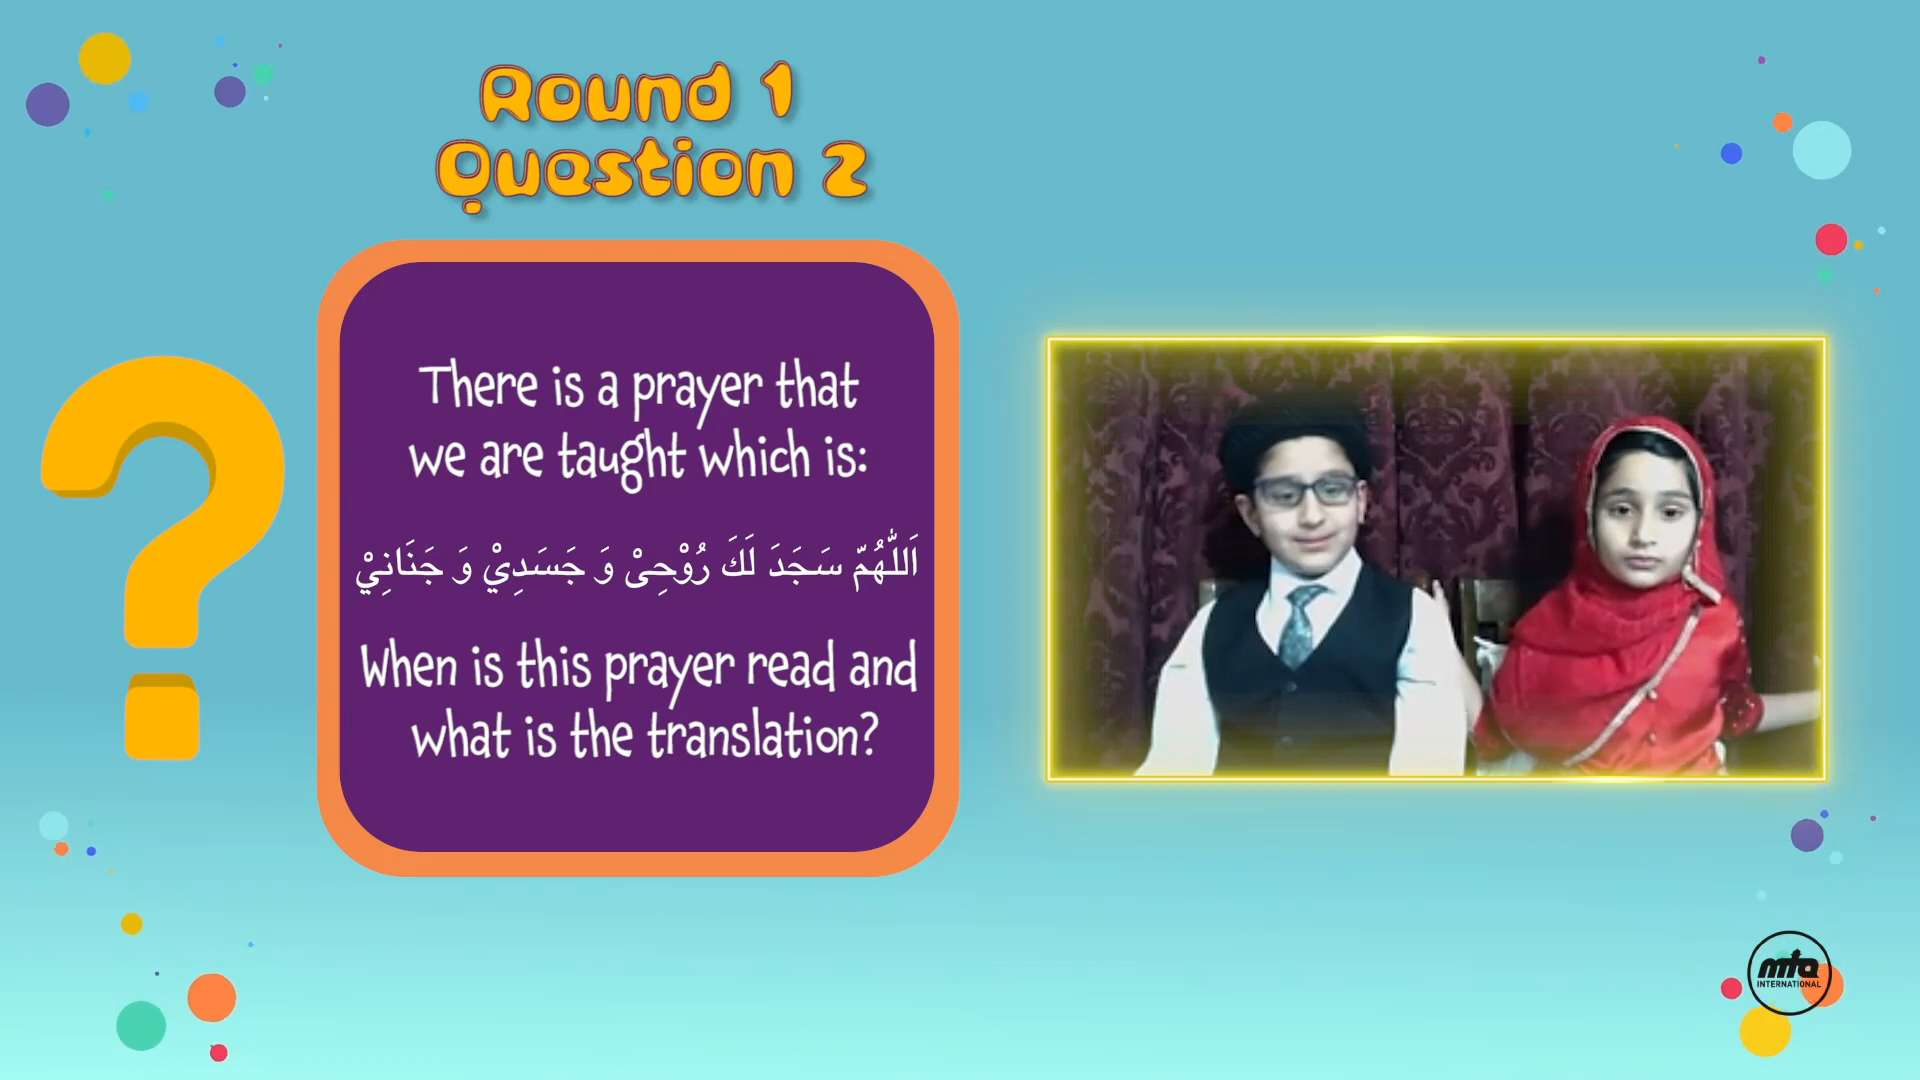 Round 1
Question 2
There is a prayer that
we are taught which is:
اَللّٰهُمَّ سَجَدَ لَكَ رُوْحِىْ وَ جَسَدِيْ وَ جَنَانِيْ
When is this prayer read and
what is the translation?
mta
INTERNATIONAL